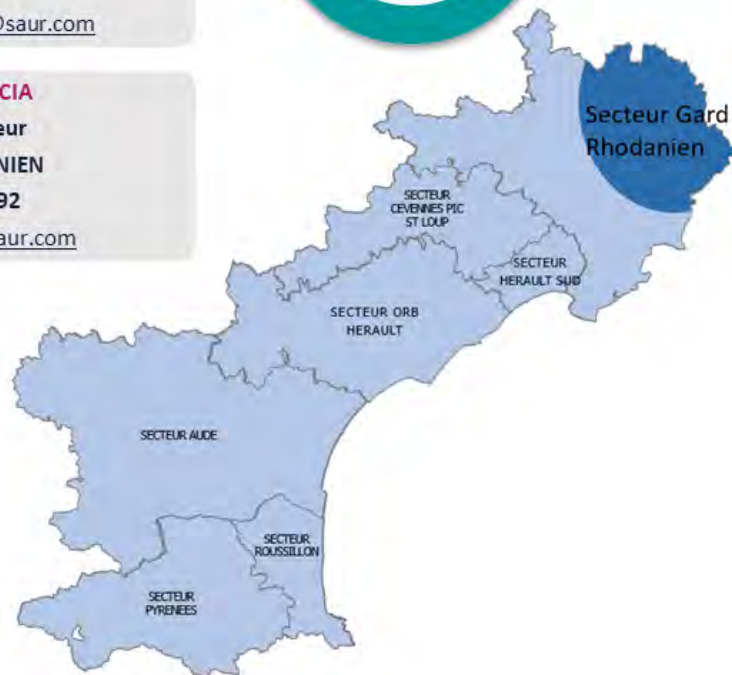 saur.com
CIA
eur
NIEN
92
aur.com
Secteur Gard
Rhodanien
SECTEUR
CEVENNES PIC
ST LOUP
SECTEUR
HERAULT SUD
SECTEUR ORB
HERAULT
SECTEUR AUDE
SECTEUR
ROUSSILLON
SECTEUR
PYRENEES